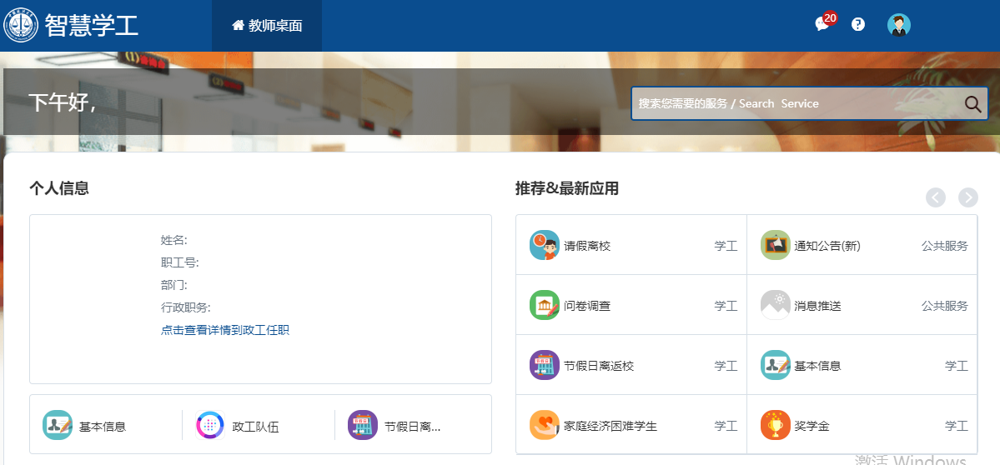 智慧学工
教师桌面
20
下午好，
搜索您需要的服务 / Search Service
个人信息
推荐&最新应用
姓名:
职工号:
部门:
行政职务:
点击查看详情到政工任职
请假离校 学工
通知公告(新) 公共服务
问卷调查 学工
消息推送 公共服务
节假日离返校 学工
基本信息 学工
家庭经济困难学生 学工
奖学金 学工
基本信息
政工队伍
节假日离...
激活 Windows